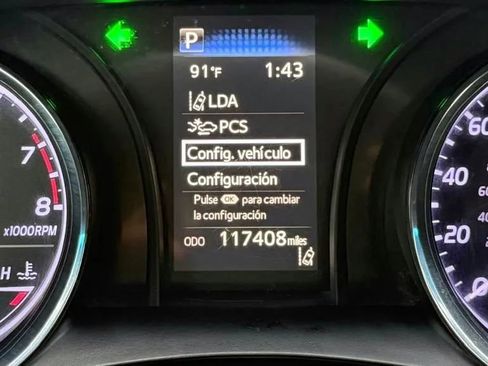 P
91°F 1:43
LDA
PCS
Config. vehículo
Configuración
Pulse OK para cambiar
la configuración
ODO 117408 miles
7
8
x1000RPM
H
60
40
20
0